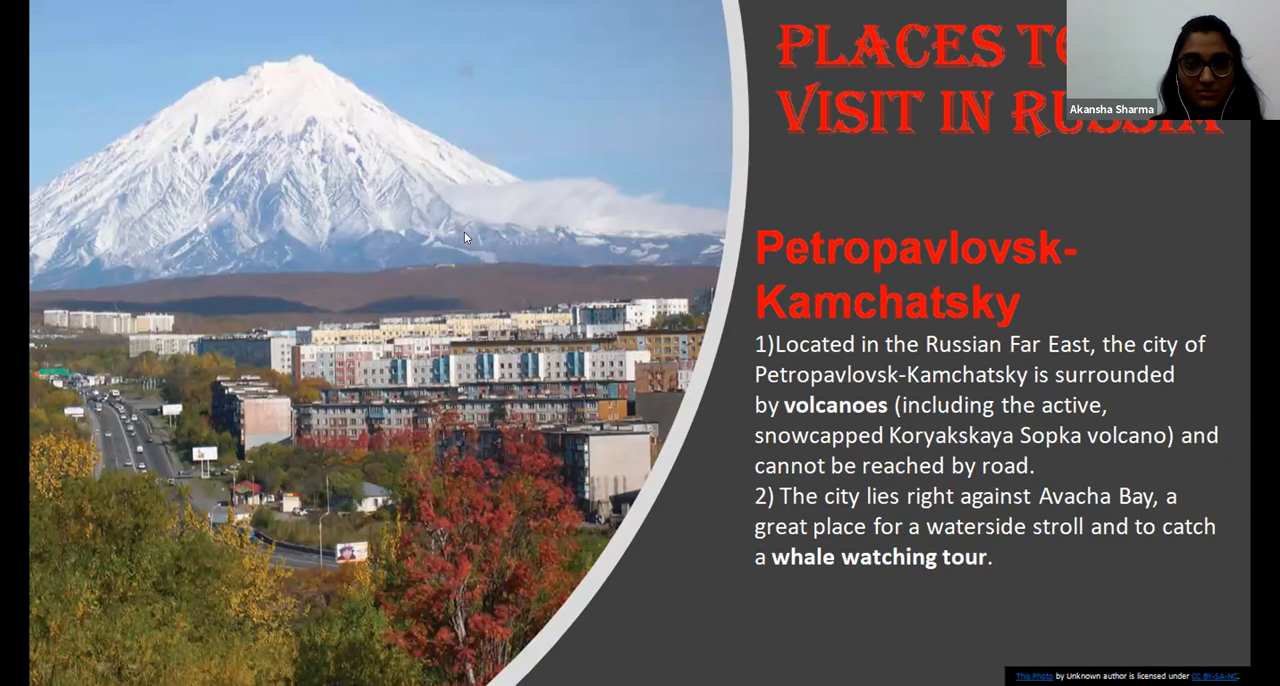 PLACES TO
VISIT IN RUSSIA
Akansha Sharma
Petropavlovsk-
Kamchatsky
1)Located in the Russian Far East, the city of
Petropavlovsk-Kamchatsky is surrounded
by volcanoes (including the active,
snowcapped Koryakskaya Sopka volcano) and
cannot be reached by road.
2) The city lies right against Avacha Bay, a
great place for a waterside stroll and to catch
a whale watching tour.
This Photo by Unknown author is licensed under CC BY-SA-NC.